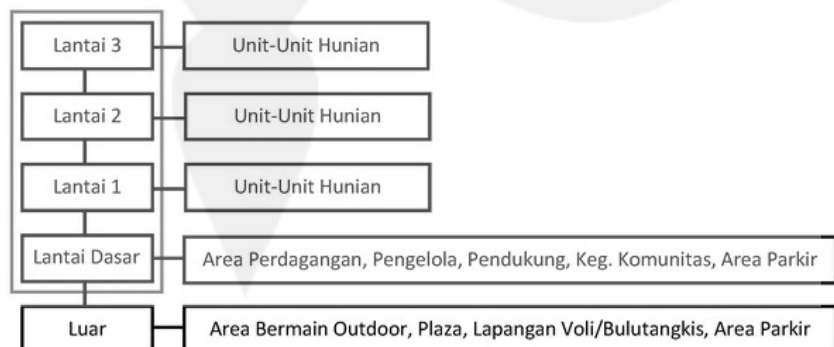 Lantai 3
Unit-Unit Hunian
Lantai 2
Unit-Unit Hunian
Lantai 1
Unit-Unit Hunian
Lantai Dasar
Area Perdagangan, Pengelola, Pendukung, Keg. Komunitas, Area Parkir
Luar
Area Bermain Outdoor, Plaza, Lapangan Voli/Bulutangkis, Area Parkir